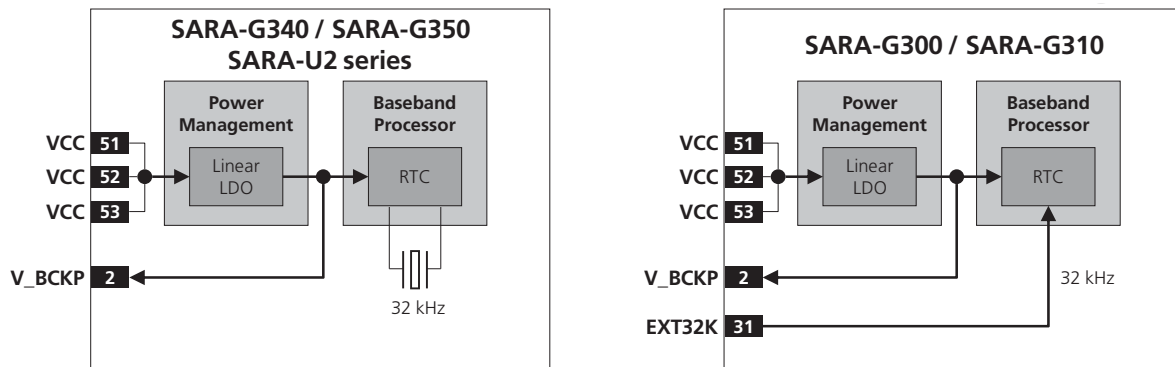 SARA-G340 / SARA-G350
SARA-U2 series
Power
Management
Baseband
Processor
VCC 51
VCC 52
VCC 53
Linear
LDO
RTC
V_BCKP 2
32 kHz
SARA-G300 / SARA-G310
Power
Management
Baseband
Processor
VCC 51
VCC 52
VCC 53
Linear
LDO
RTC
V_BCKP 2
32 kHz
EXT32K 31